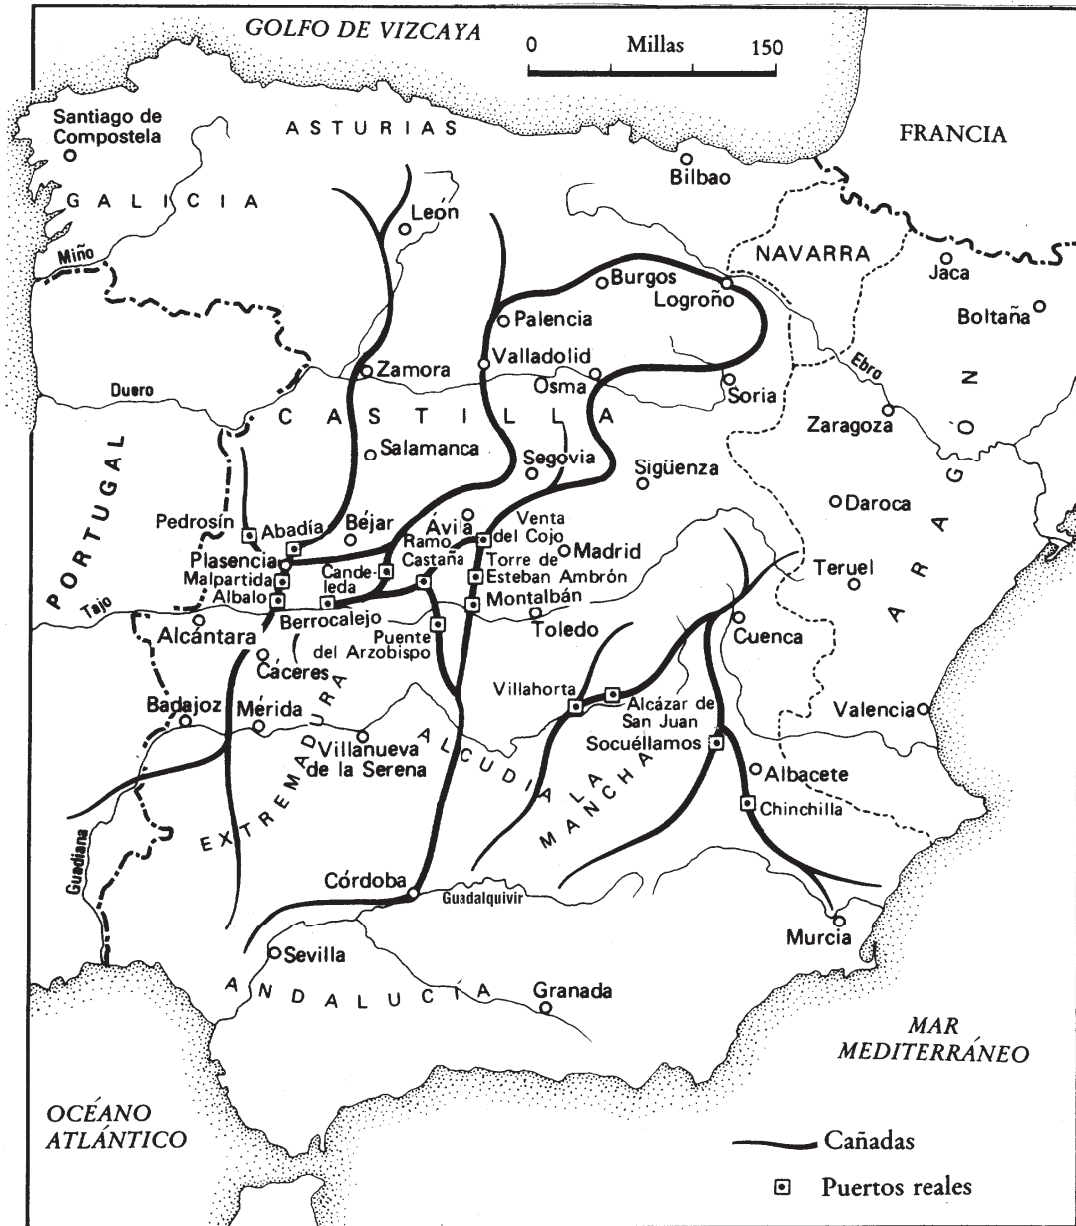 GOLFO DE VIZCAYA
0 Millas 150
Santiago de
Compostela
ASTURIAS
FRANCIA
Bilbao
GALICIA
León
Miño
NAVARRA
Jaca
Burgos
Logroño
Boltaña
Palencia
Valladolid
Zamora
Osma
Ebro
Duero
Soria
CASTILLA
Zaragoza
ARAGÓN
PORTUGAL
Salamanca
Segovia
Sigüenza
Daroca
Pedrosín
Abadía
Béjar
Ávila
Venta
del Cojo
Ramo
Castaña
Madrid
Plasencia
Cande-
leda
Torre de
Esteban Ambrón
Teruel
Malpartida
Albalo
Montalbán
Tajo
Berrocalejo
Alcántara
Puente
del Arzobispo
Toledo
Cuenca
Cáceres
Villahorta
Alcázar de
San Juan
Badajoz
Mérida
Valencia
EXTREMADURA
Villanueva
de la Serena
ALCUDIA
Socuéllamos
LA
MANCHA
Albacete
Chinchilla
Guadiana
Córdoba
Guadalquivir
Murcia
Sevilla
ANDALUCÍA
Granada
MAR
MEDITERRÁNEO
OCÉANO
ATLÁNTICO
Cañadas
Puertos reales